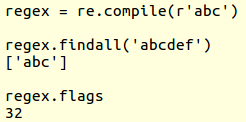 regex = re.compile(r'abc')
regex.findall('abcdef')
['abc']
regex.flags
32